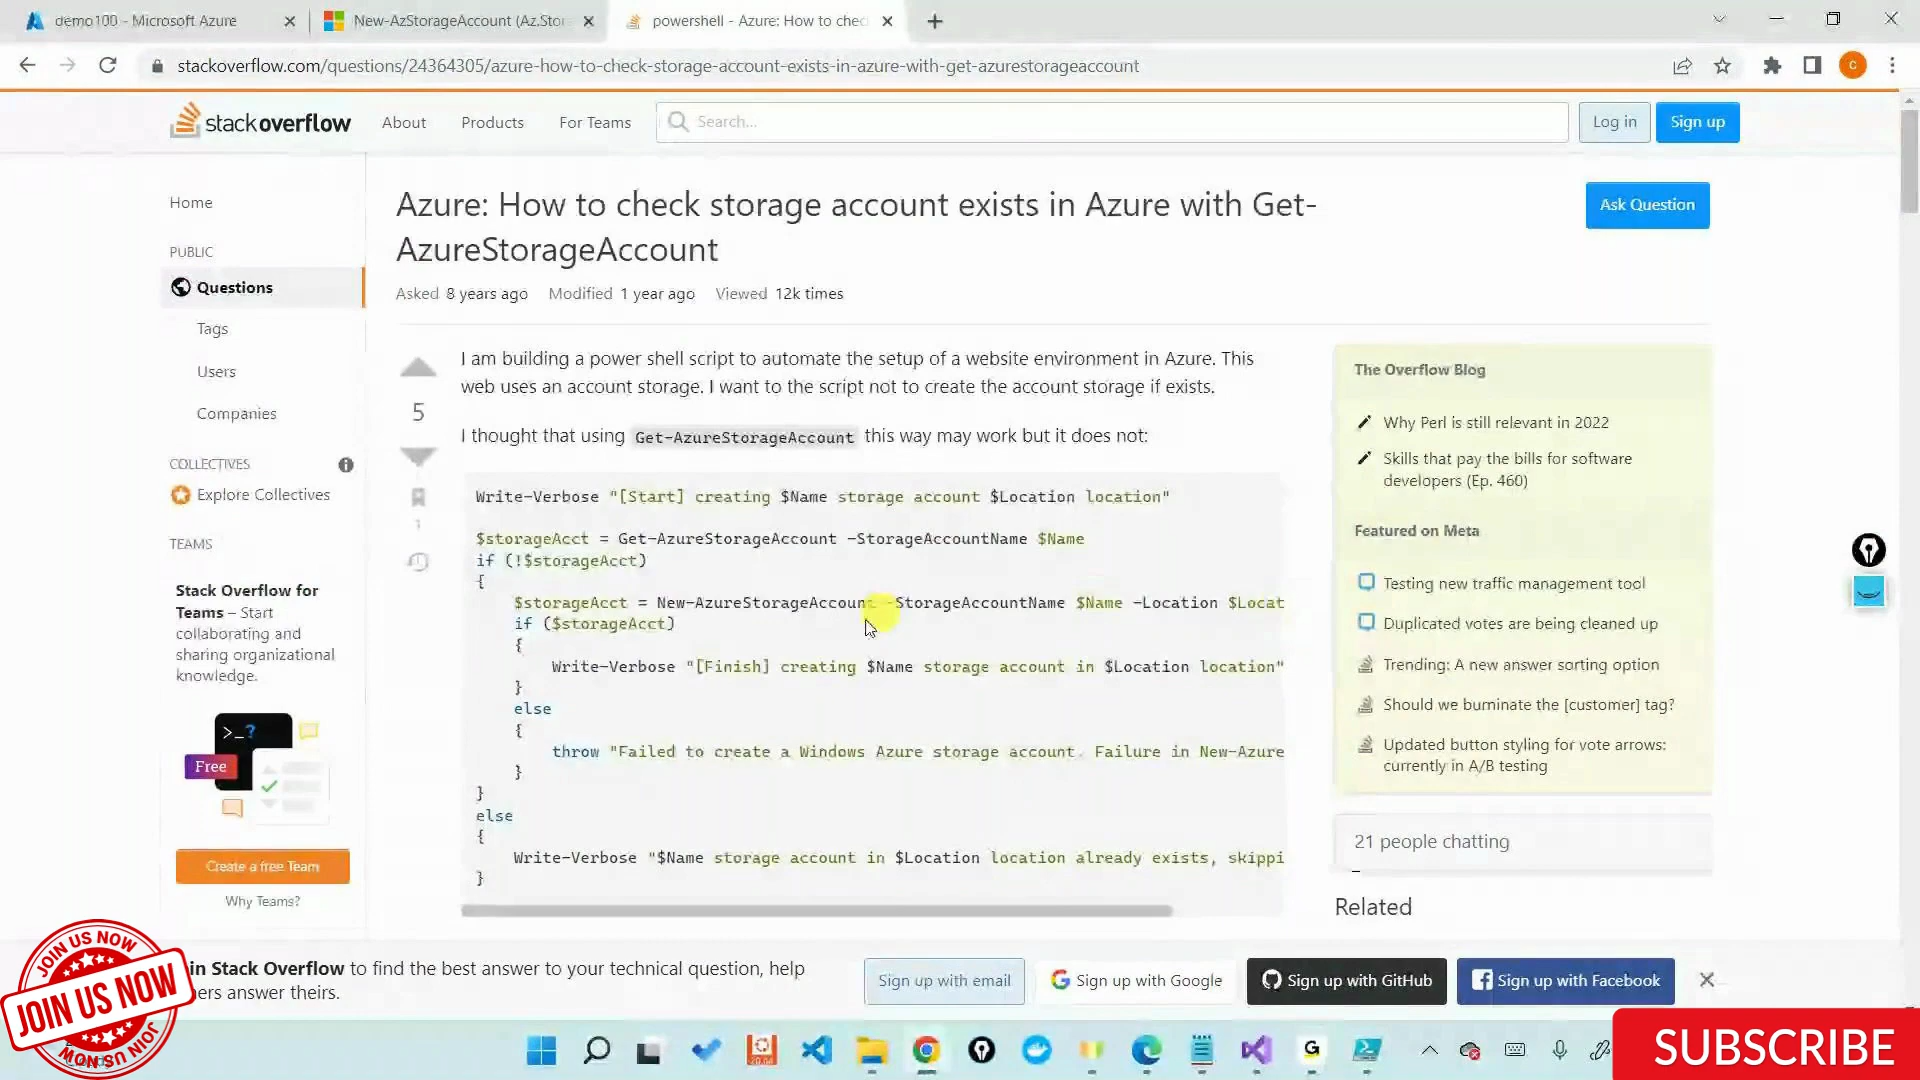 demo100 - Microsoft Azure
New-AzStorageAccount (Az.Stor
powershell - Azure: How to chec
stackoverflow.com/questions/24364305/azure-how-to-check-storage-account-exists-in-azure-with-get-azurestorageaccount
C
stackoverflow
About
Products
For Teams
Search...
Log in
Sign up
Home
PUBLIC
Questions
Tags
Users
Companies
COLLECTIVES
Explore Collectives
TEAMS
Stack Overflow for
Teams – Start
collaborating and
sharing organizational
knowledge.
>_?
Free
Create a free Team
Why Teams?
Azure: How to check storage account exists in Azure with Get-
AzureStorageAccount
Ask Question
Asked 8 years ago Modified 1 year ago Viewed 12k times
5
1
I am building a power shell script to automate the setup of a website environment in Azure. This
web uses an account storage. I want to the script not to create the account storage if exists.
I thought that using Get-AzureStorageAccount this way may work but it does not:
Write-Verbose "[Start] creating $Name storage account $Location location"
$storageAcct = Get-AzureStorageAccount -StorageAccountName $Name
if (!$storageAcct)
{
$storageAcct = New-AzureStorageAccount -StorageAccountName $Name -Location $Locat
if ($storageAcct)
{
Write-Verbose "[Finish] creating $Name storage account in $Location location"
}
else
{
throw "Failed to create a Windows Azure storage account. Failure in New-Azure
}
}
else
{
Write-Verbose "$Name storage account in $Location location already exists, skippi
}
The Overflow Blog
Why Perl is still relevant in 2022
Skills that pay the bills for software
developers (Ep. 460)
Featured on Meta
Testing new traffic management tool
Duplicated votes are being cleaned up
Trending: A new answer sorting option
Should we burninate the [customer] tag?
Updated button styling for vote arrows:
currently in A/B testing
21 people chatting
Related
in Stack Overflow to find the best answer to your technical question, help
ners answer theirs.
Sign up with email
Sign up with Google
Sign up with GitHub
Sign up with Facebook
JOIN US NOW
JOIN US NOW
JOIN US NOW
20.04
G
SUBSCRIBE